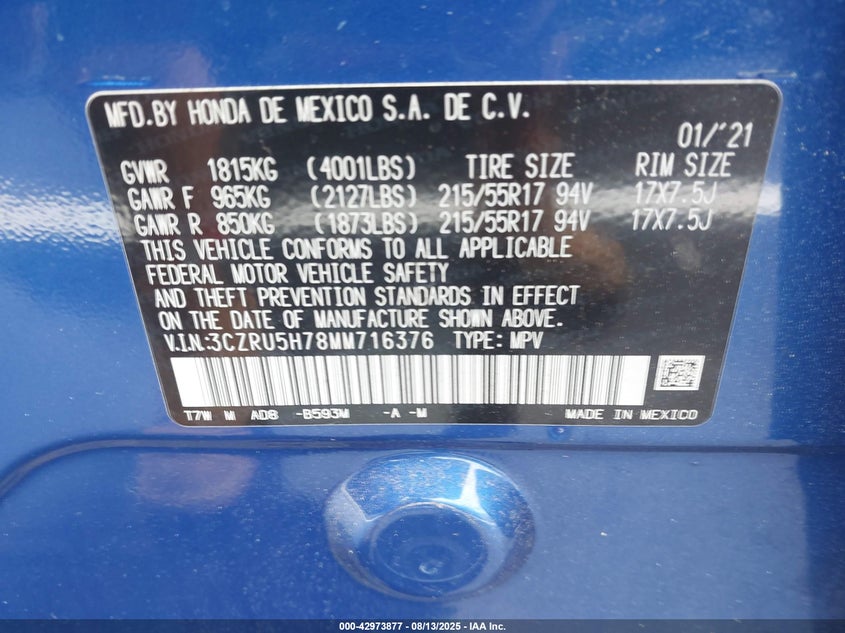 MFD.BY HONDA DE MEXICO S.A. DE C.V.
01/'21
GVWR 1815KG (4001LBS) TIRE SIZE RIM SIZE
GAWR F 965KG (2127LBS) 215/55R17 94V 17X7.5J
GAWR R 850KG (1873LBS) 215/55R17 94V 17X7.5J
THIS VEHICLE CONFORMS TO ALL APPLICABLE
FEDERAL MOTOR VEHICLE SAFETY
AND THEFT PREVENTION STANDARDS IN EFFECT
ON THE DATE OF MANUFACTURE SHOWN ABOVE.
V.I.N:3CZRU5H78MM716376 TYPE: MPV
T7W M AD8 -B593M -A -M MADE IN MEXICO
000-42973877 | 08/13/2025 | IAA Inc.